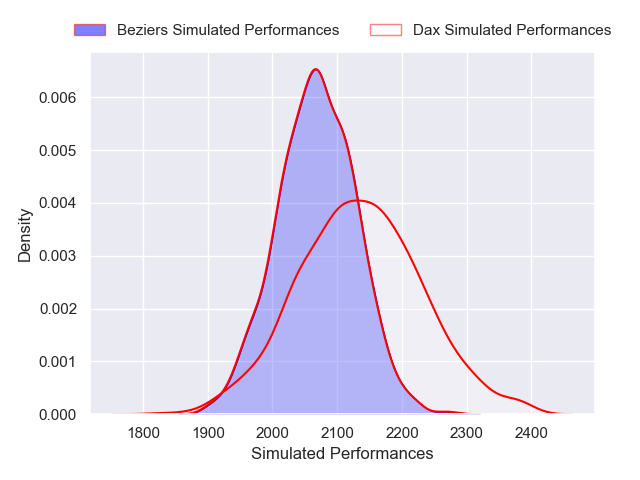 Beziers Simulated Performances Dax Simulated Performances
0.006
0.005
0.004
0.003
0.002
0.001
0.000
Density
1800 1900 2000 2100 2200 2300 2400
Simulated Performances